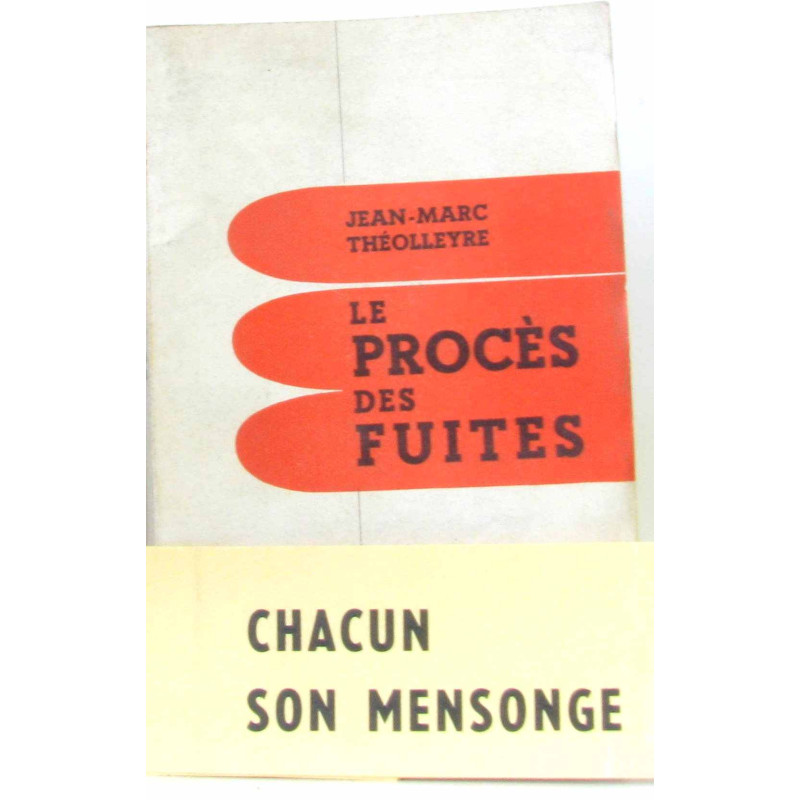 JEAN-MARC
THÉOLLEYRE
LE
PROCÈS
DES
FUITES
CHACUN
SON MENSONGE